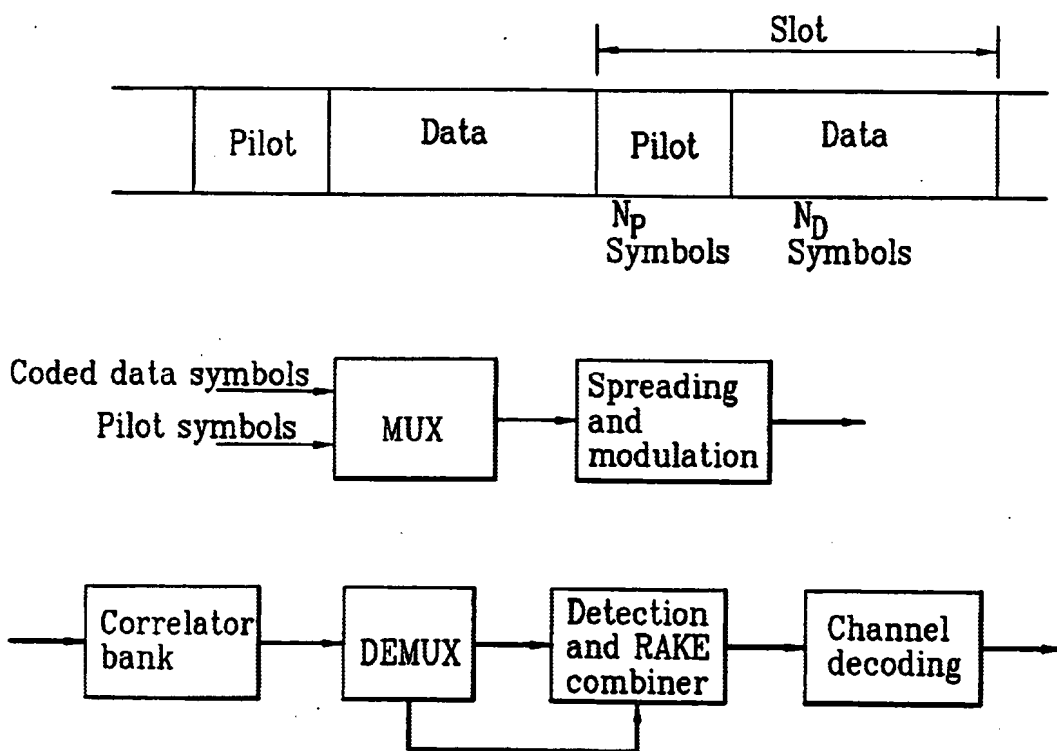 Slot
Pilot
Data
Pilot
Data
N_P
Symbols
N_D
Symbols
Coded data symbols
Pilot symbols
MUX
Spreading
and
modulation
Correlator
bank
DEMUX
Detection
and RAKE
combiner
Channel
decoding